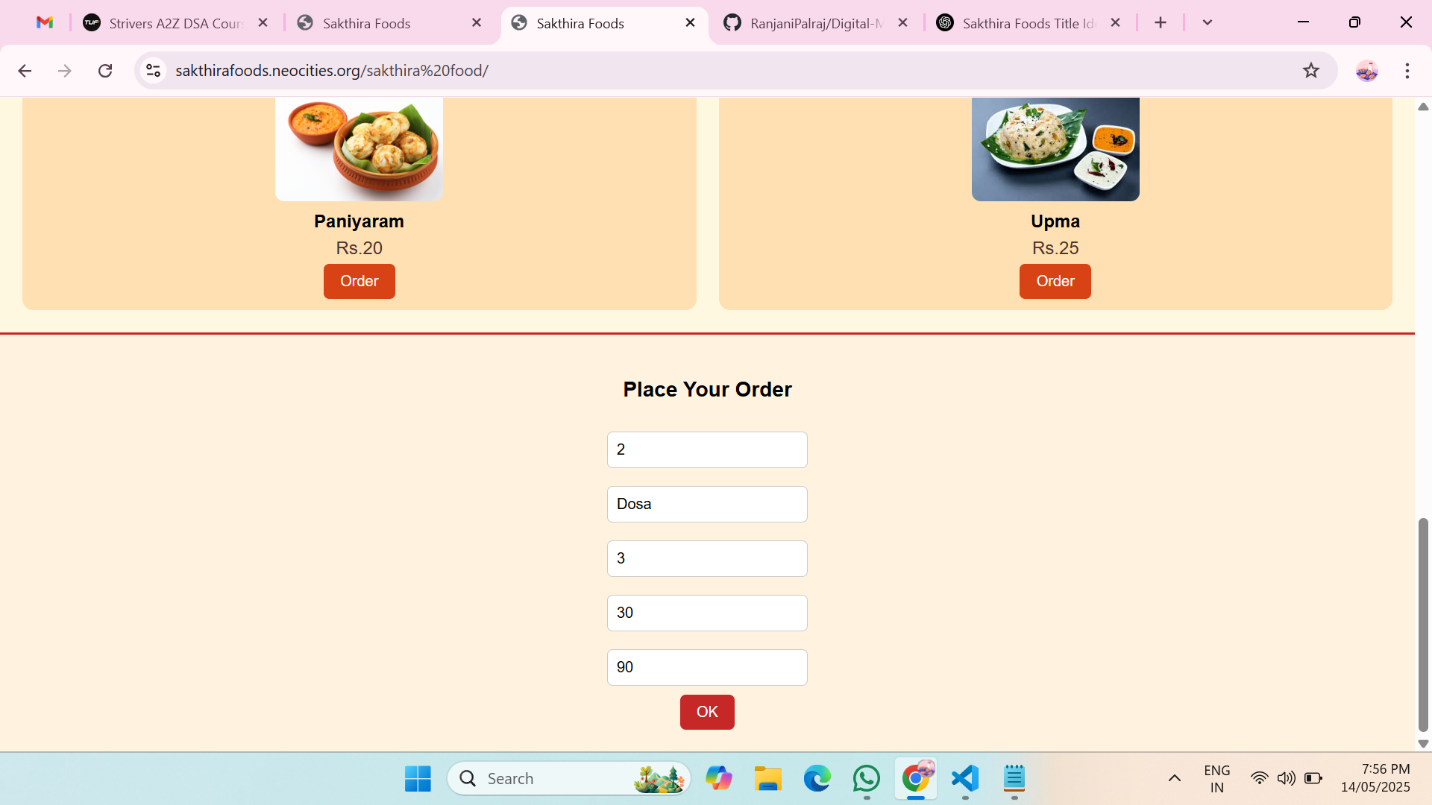 Strivers A2Z DSA Cour
Sakthira Foods
Sakthira Foods
RanjaniPalraj/Digital-M
Sakthira Foods Title Id
sakthirafoods.neocities.org/sakthira%20food/
Paniyaram
Rs.20
Order
Upma
Rs.25
Order
Place Your Order
2
Dosa
3
30
90
OK
Search
ENG
IN
7:56 PM
14/05/2025